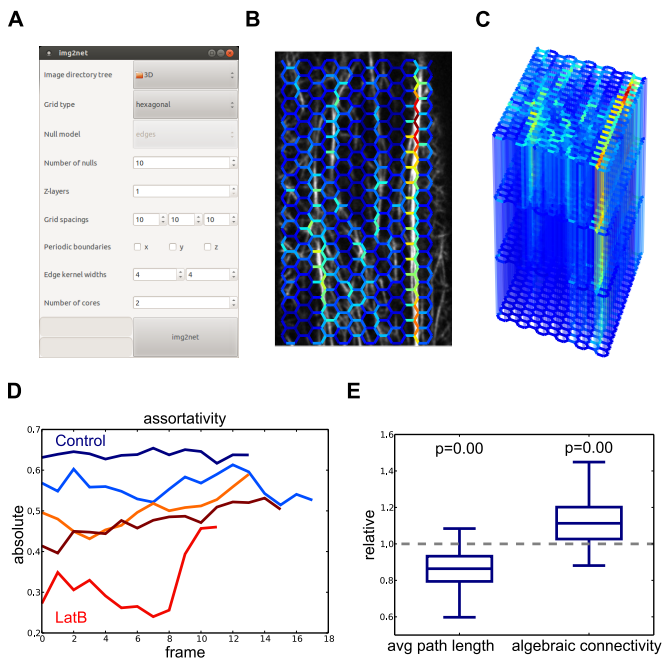 A
B
C
img2net
Image directory tree
3D
Grid type
hexagonal
Null model
edges
Number of nulls
10
Z-layers
1
Grid spacings
10 10 10
Periodic boundaries
x y z
Edge kernel widths
4 4
Number of cores
2
img2net
D
assortativity
0.7
0.6
0.5
0.4
0.3
0.2
absolute
Control
LatB
0 2 4 6 8 10 12 14 16 18
frame
E
1.6
1.4
1.2
1.0
0.8
0.6
0.4
relative
p=0.00 p=0.00
avg path length algebraic connectivity